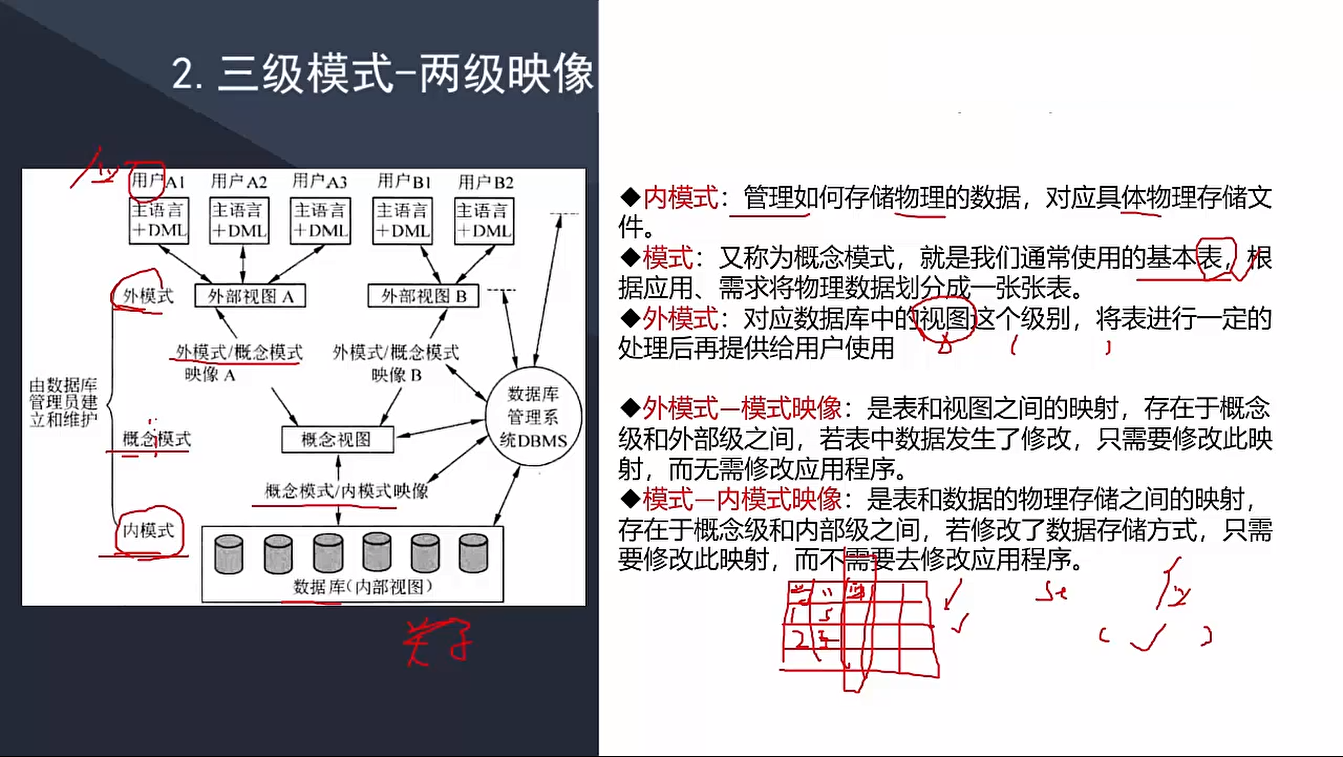 2.三级模式-两级映像
用户A1 用户A2 用户A3 用户B1 用户B2
主语言 主语言 主语言 主语言 主语言
+DML +DML +DML +DML +DML
外模式 外部视图 A 外部视图 B
外模式/概念模式 外模式/概念模式
映像 A 映像 B
由数据库
管理员建
立和维护
数据库
管理系
统DBMS
概念模式 概念视图
概念模式/内模式映像
内模式
数据库(内部视图)
◆内模式：管理如何存储物理的数据，对应具体物理存储文
件。
◆模式：又称为概念模式，就是我们通常使用的基本表，根
据应用、需求将物理数据划分成一张张表。
◆外模式：对应数据库中的视图这个级别，将表进行一定的
处理后再提供给用户使用
◆外模式—模式映像：是表和视图之间的映射，存在于概念
级和外部级之间，若表中数据发生了修改，只需要修改此映
射，而无需修改应用程序。
◆模式—内模式映像：是表和数据的物理存储之间的映射，
存在于概念级和内部级之间，若修改了数据存储方式，只需
要修改此映射，而不需要去修改应用程序。
1 5
2